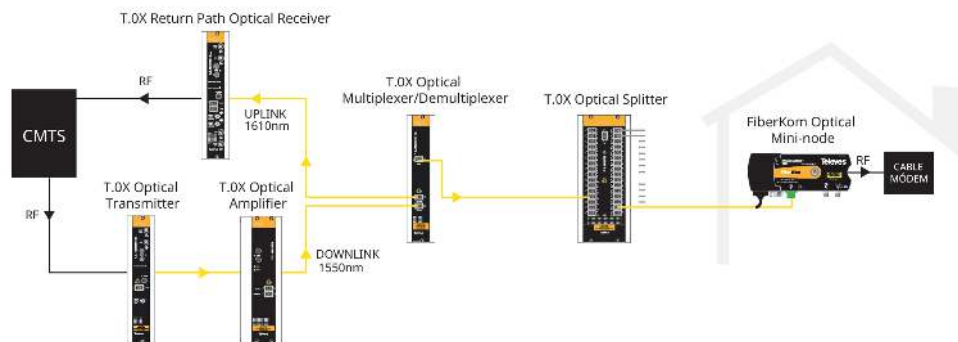 T.0X Return Path Optical Receiver
RF
CMTS
UPLINK
1610nm
T.0X Optical
Multiplexer/Demultiplexer
T.0X Optical Splitter
FiberKom Optical
Mini-node
Televes
RF
CABLE
MÓDEM
RF
T.0X Optical
Transmitter
T.0X Optical
Amplifier
DOWNLINK
1550nm